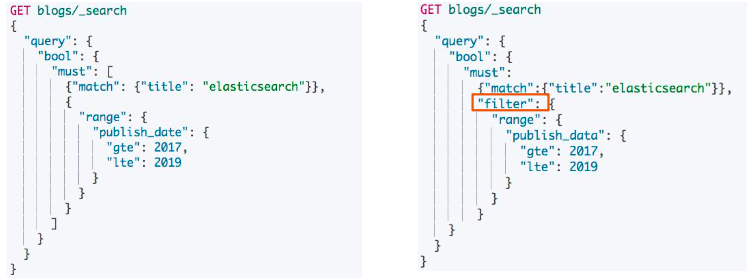 GET blogs/_search
{
  "query": {
    "bool": {
      "must": [
        {"match": {"title": "elasticsearch"}},
        {
          "range": {
            "publish_date": {
              "gte": 2017,
              "lte": 2019
            }
          }
        }
      ]
    }
  }
}
GET blogs/_search
{
  "query": {
    "bool": {
      "must":
        {"match":{"title":"elasticsearch"}},
        "filter": {
          "range": {
            "publish_data": {
              "gte": 2017,
              "lte": 2019
            }
          }
        }
    }
  }
}